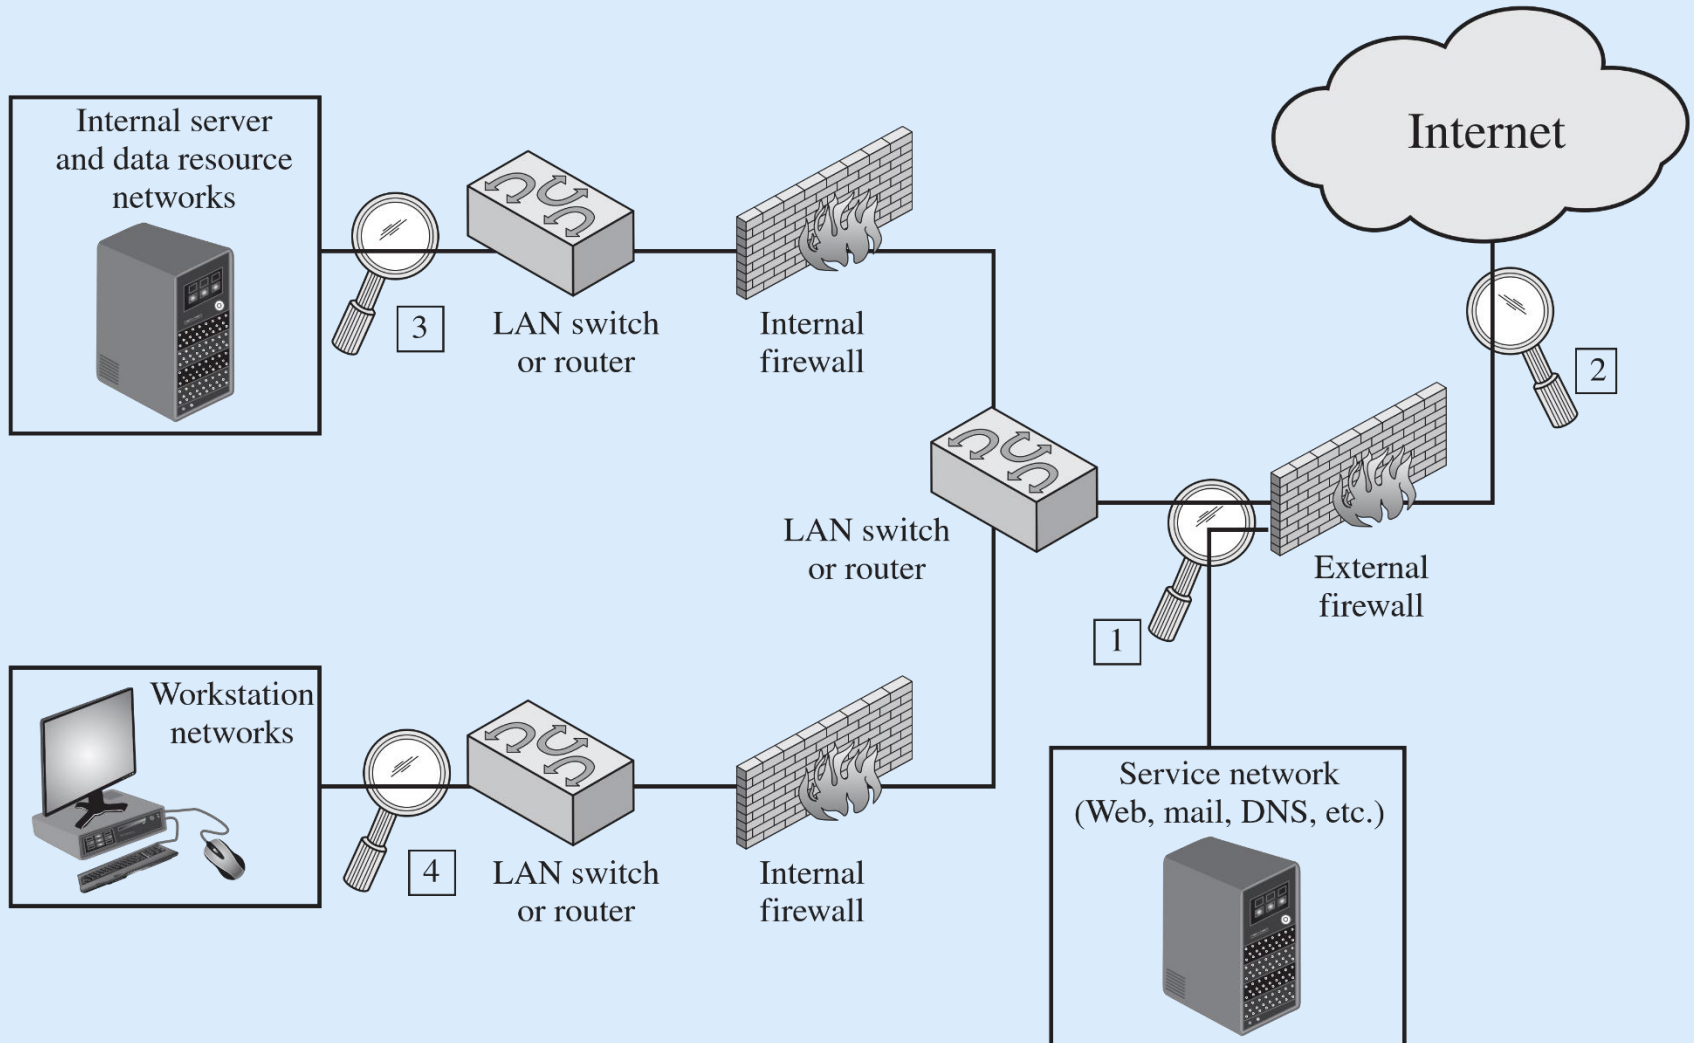 Internet
Internal server
and data resource
networks
3
LAN switch
or router
Internal
firewall
2
LAN switch
or router
External
firewall
1
Workstation
networks
4
LAN switch
or router
Internal
firewall
Service network
(Web, mail, DNS, etc.)